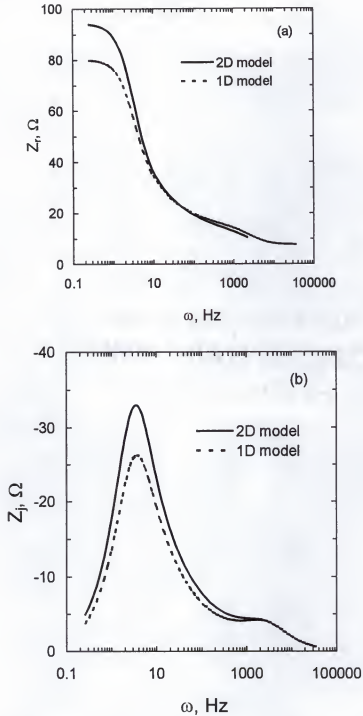 (a)
2D model
1D model
100
80
60
40
20
0
Zr, Ω
0.1 10 1000 100000
ω, Hz
(b)
2D model
1D model
-40
-30
-20
-10
0
Zj, Ω
0.1 10 1000 100000
ω, Hz